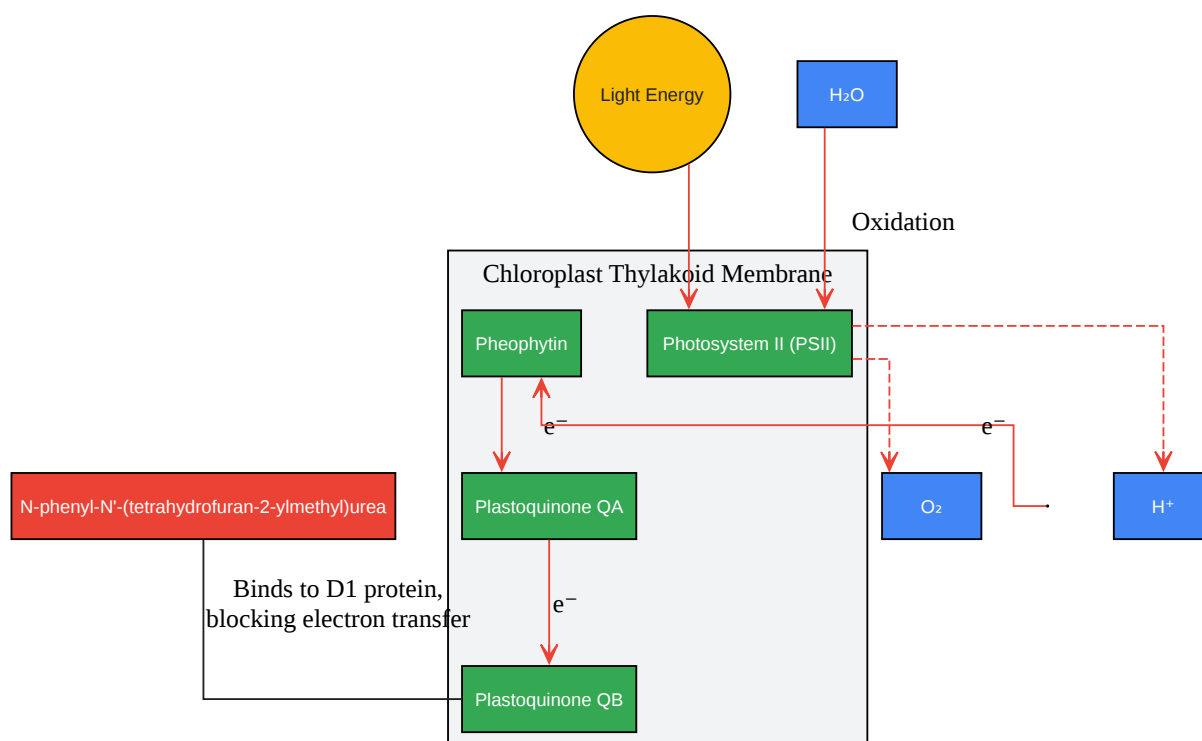 Light Energy
H₂O
Oxidation
Chloroplast Thylakoid Membrane
Pheophytin
Photosystem II (PSII)
e⁻
e⁻
N-phenyl-N'-(tetrahydrofuran-2-ylmethyl)urea
Plastoquinone QA
O₂
H⁺
Binds to D1 protein,
blocking electron transfer
e⁻
Plastoquinone QB